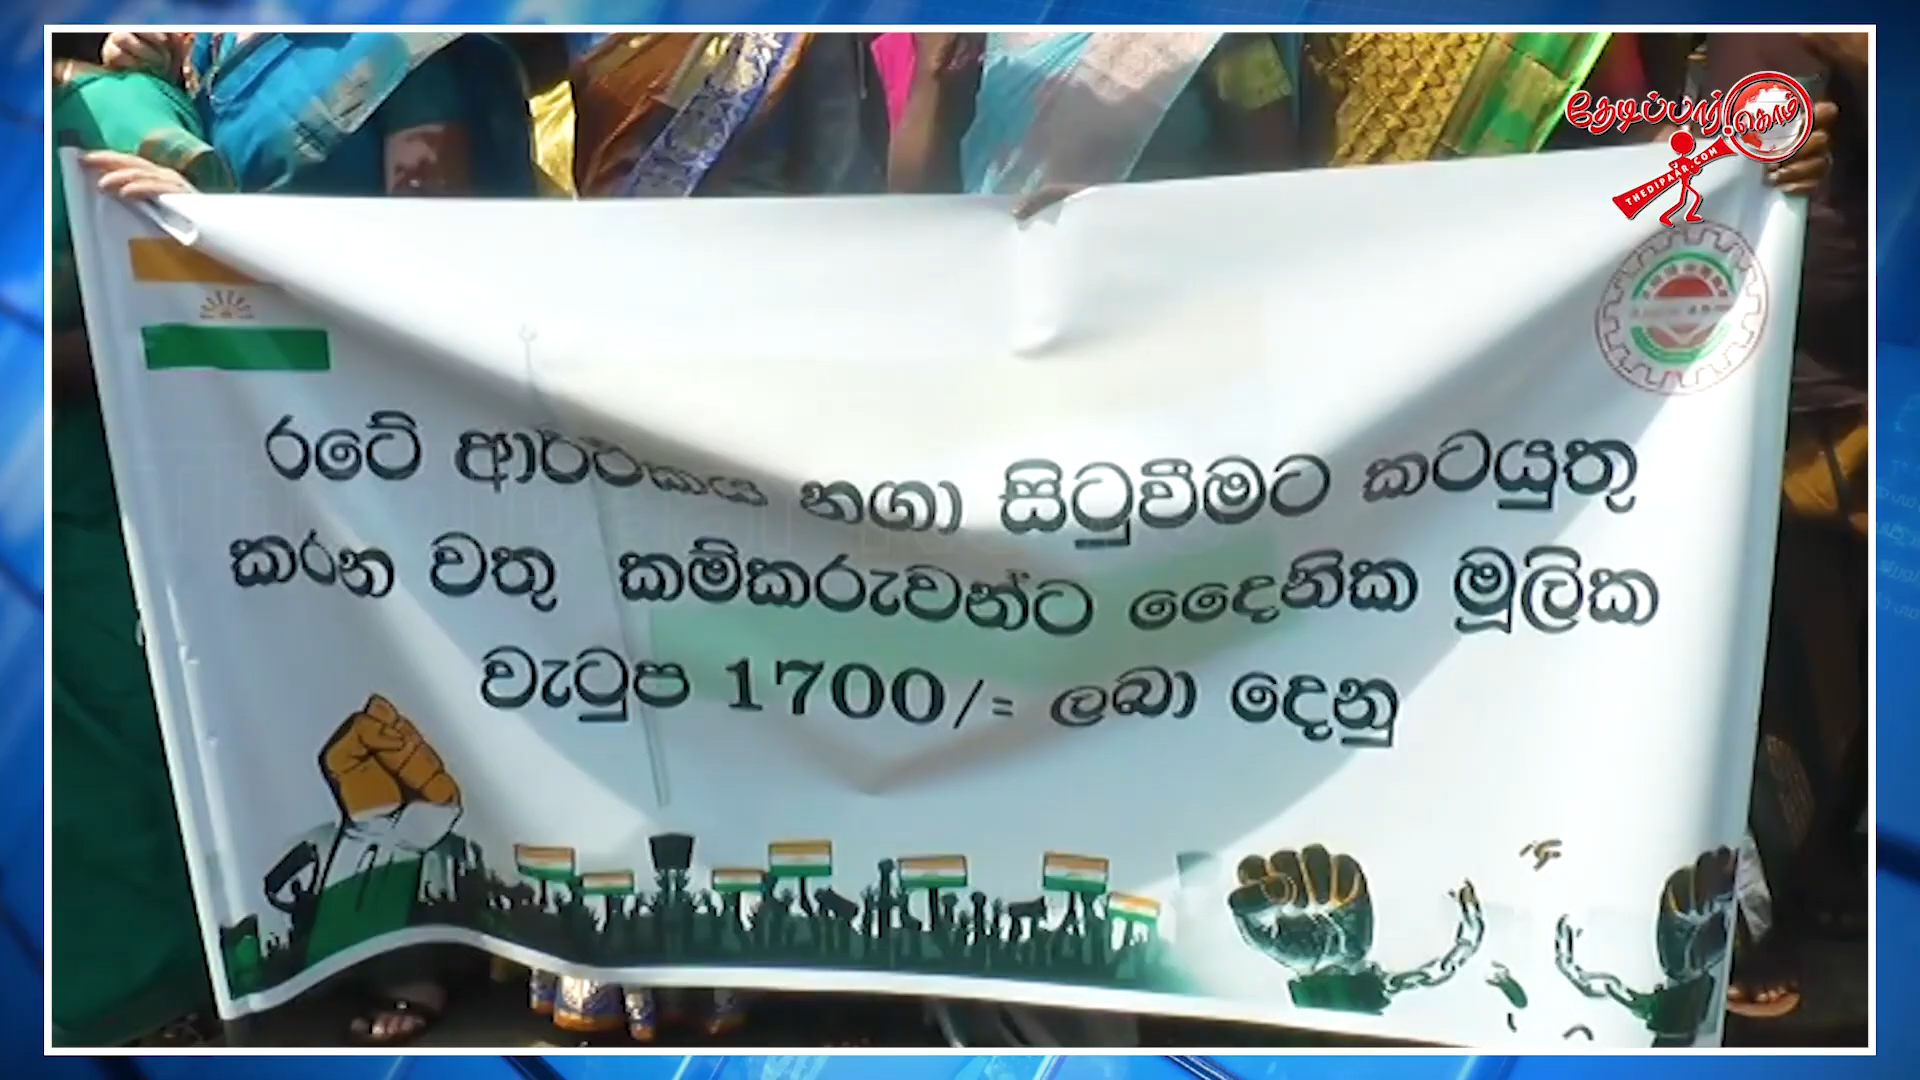 தேடிப்பார்.கொம்
THEDIPAAR.COM
රටේ ආර්ථිකය නගා සිටුවීමට කටයුතු
කරන වතු කම්කරුවන්ට දෛනික මූලික
වැටුප 1700/= ලබා දෙනු